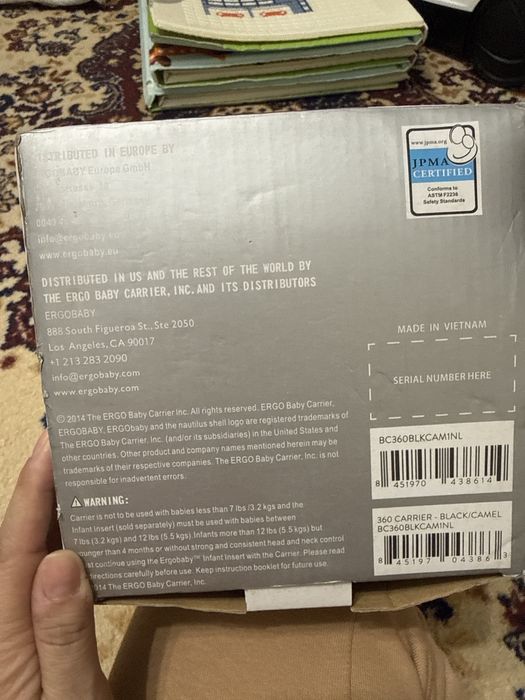 DISTRIBUTED IN EUROPE BY
ERGOBABY Europe GmbH
info@ergobaby.eu
www.ergobaby.eu
DISTRIBUTED IN US AND THE REST OF THE WORLD BY
THE ERGO BABY CARRIER, INC. AND ITS DISTRIBUTORS
ERGOBABY
888 South Figueroa St., Ste 2050
Los Angeles, CA 90017
+1 213 283 2090
info@ergobaby.com
www.ergobaby.com
© 2014 The ERGO Baby Carrier Inc. All rights reserved. ERGO Baby Carrier,
ERGOBABY, ERGObaby and the nautilus shell logo are registered trademarks of
The ERGO Baby Carrier, Inc. (and/or its subsidiaries) in the United States and
other countries. Other product and company names mentioned herein may be
trademarks of their respective companies. The ERGO Baby Carrier, Inc. is not
responsible for inadvertent errors.
WARNING:
Carrier is not to be used with babies less than 7 lbs /3.2 kgs and the
Infant Insert (sold separately) must be used with babies between
7 lbs (3.2 kgs) and 12 lbs (5.5 kgs). Infants more than 12 lbs (5.5 kgs) but
younger than 4 months or without strong and consistent head and neck control
must continue using the Ergobaby™ Infant Insert with the Carrier. Please read
directions carefully before use. Keep instruction booklet for future use.
2014 The ERGO Baby Carrier, Inc.
www.jpma.org
JPMA
CERTIFIED
Conforms to
ASTM F2236
Safety Standards
MADE IN VIETNAM
SERIAL NUMBER HERE
BC360BLKCAM1NL
8 451970 438614
360 CARRIER - BLACK/CAMEL
BC360BLKCAM1NL
8 45197 04386 3